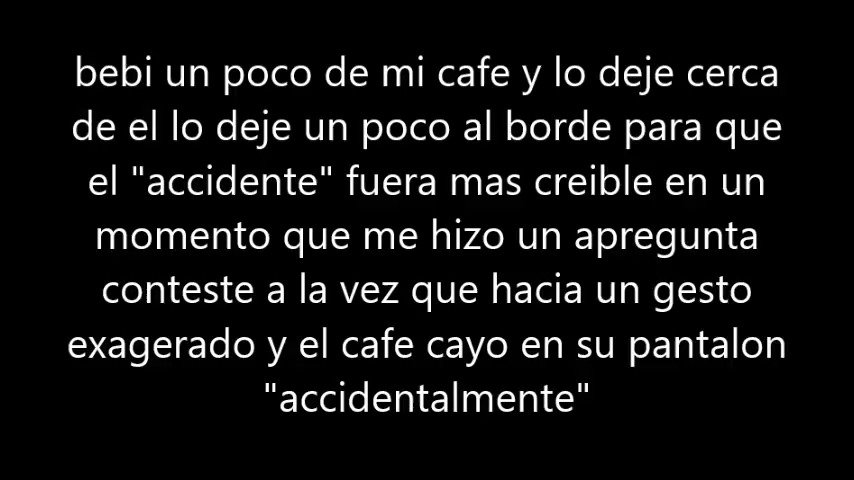 bebi un poco de mi cafe y lo deje cerca
de el lo deje un poco al borde para que
el "accidente" fuera mas creible en un
momento que me hizo un apregunta
conteste a la vez que hacia un gesto
exagerado y el cafe cayo en su pantalon
"accidentalmente"